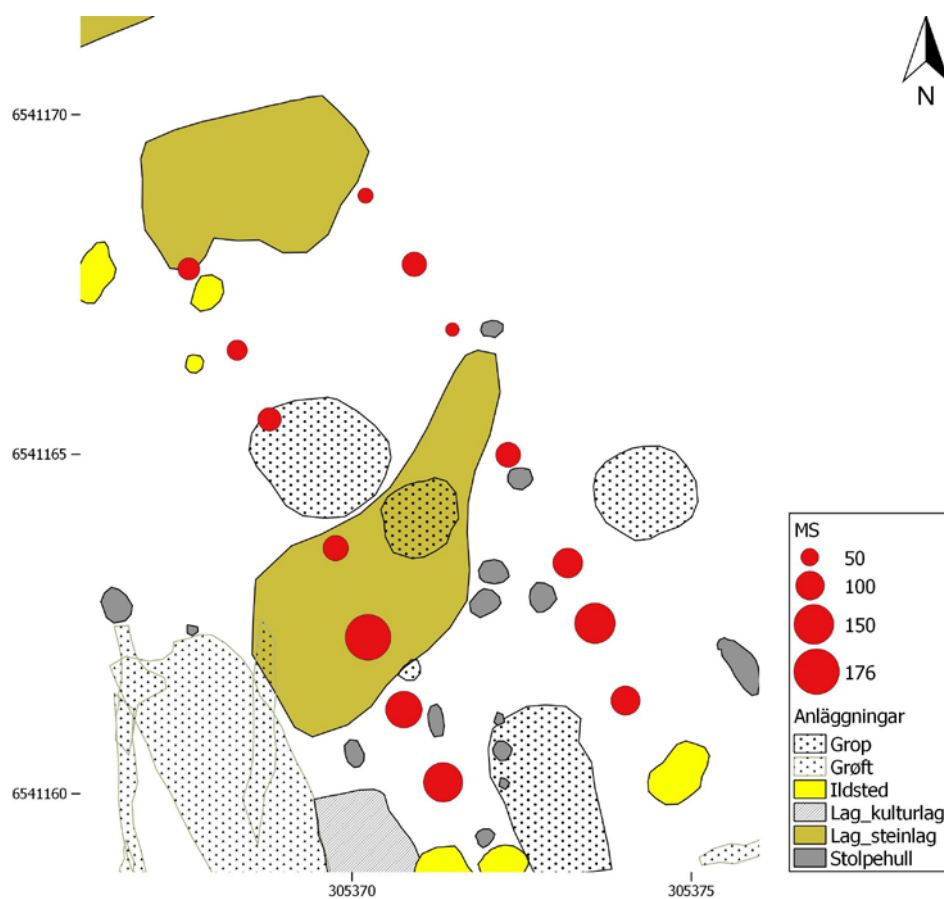 N
6541170
6541165
6541160
305370
305375
MS
50
100
150
176
Anläggningar
Grop
Grøft
Ildsted
Lag_kulturlag
Lag_steinlag
Stolpehull